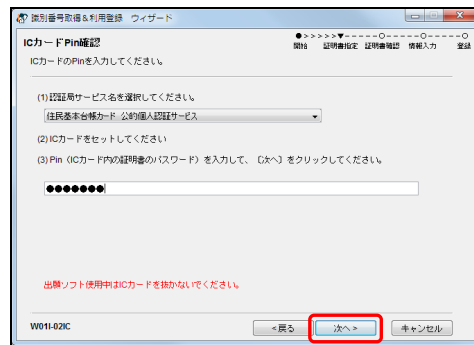 識別番号取得&利用登録 ウィザード
ICカードPin確認
●>>>>>▼-----○-----○-----○
開始 証明書指定 証明書確認 情報入力 登録
ICカードのPinを入力してください。
(1)認証局サービス名を選択してください。
住民基本台帳カード 公的個人認証サービス
(2)ICカードをセットしてください
(3)Pin(ICカード内の証明書のパスワード)を入力して、〔次へ〕をクリックしてください。
●●●●●●●
出願ソフト使用中はICカードを抜かないでください。
W01I-02IC
<戻る
次へ>
キャンセル